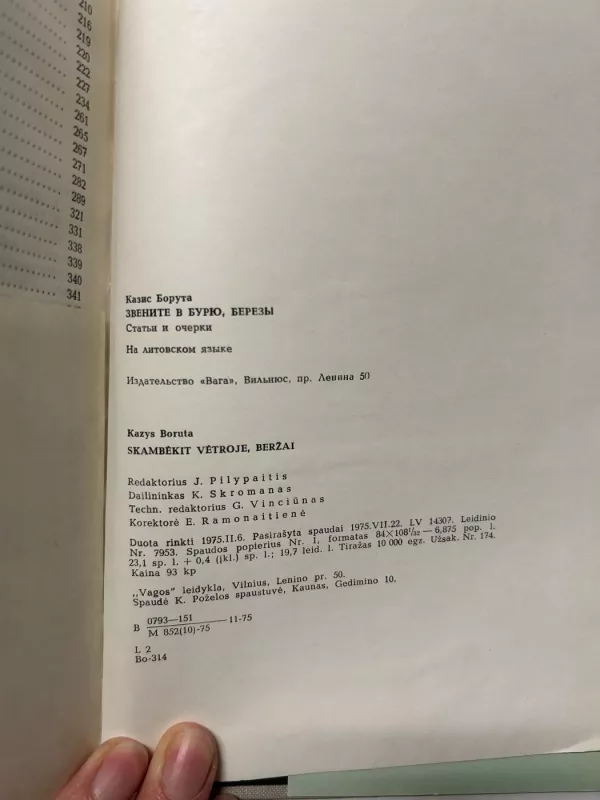 210
216
219
220
222
227
234
261
265
267
271
282
289
321
331
338
339
340
341
Казис Борута
ЗВЕНИТЕ В БУРЮ, БЕРЕЗЫ
Статьи и очерки
На литовском языке
Издательство «Вага», Вильнюс, пр. Ленина 50
Kazys Boruta
SKAMBĖKIT VĖTROJE, BERŽAI
Redaktorius J. Pilypaitis
Dailininkas K. Skromanas
Techn. redaktorius G. Vinciūnas
Korektorė E. Ramonaitienė
Duota rinkti 1975.II.6. Pasirašyta spaudai 1975.VII.22. LV 14307. Leidinio
Nr. 7953. Spaudos popierius Nr. 1, formatas 84×108¹/₃₂—6,875 pop. l.
23,1 sp. l. + 0,4 (įkl.) sp. l.; 19,7 leid. l. Tiražas 10 000 egz. Užsak. Nr. 174.
Kaina 93 kp
„Vagos" leidykla, Vilnius, Lenino pr. 50.
Spaudė K. Poželos spaustuvė, Kaunas, Gedimino 10.
B 0793—151
M 852(10)-75 —11-75
L 2
Bo-314